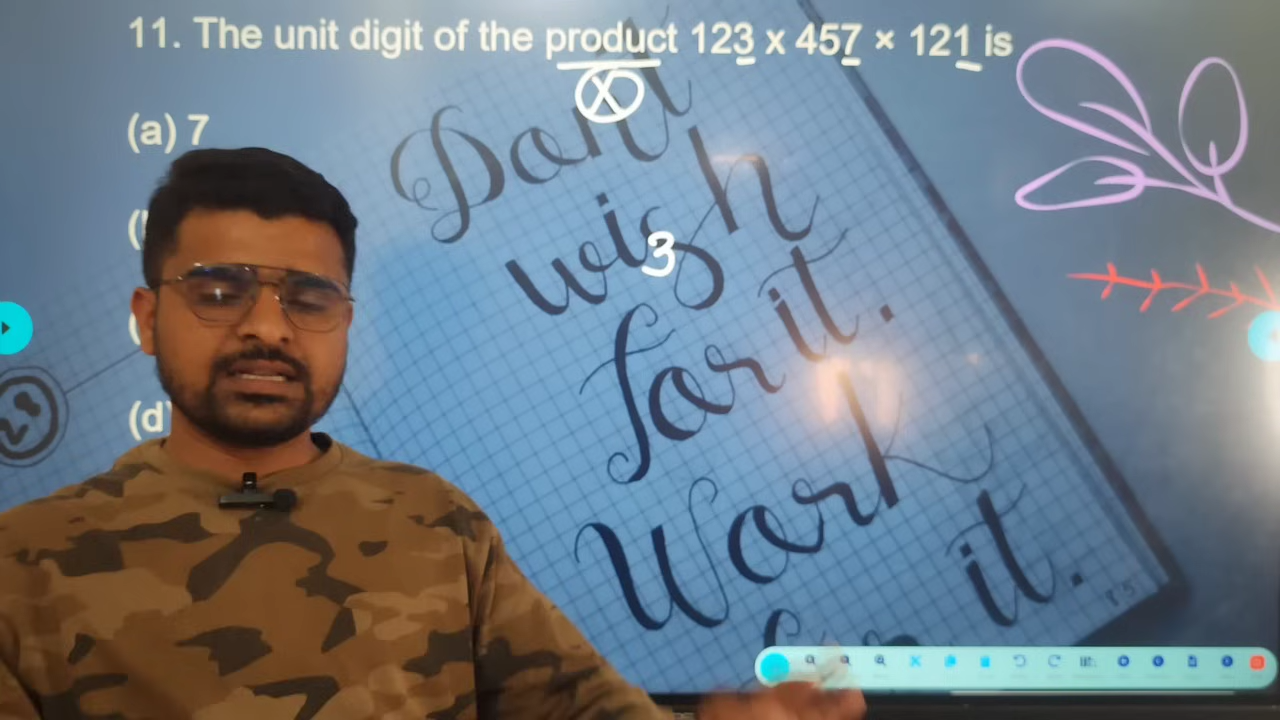 11. The unit digit of the product 123 x 457 × 121 is
(x)
(a) 7
(d)
3
Don't
wish
for it.
Work
for it.